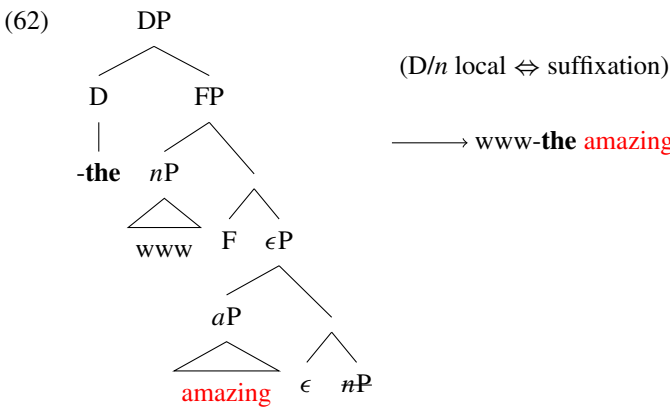 (62) DP
(D/n local ⇔ suffixation)
D FP
-the nP → www-the amazing
www F ϵP
aP
amazing ϵ nP